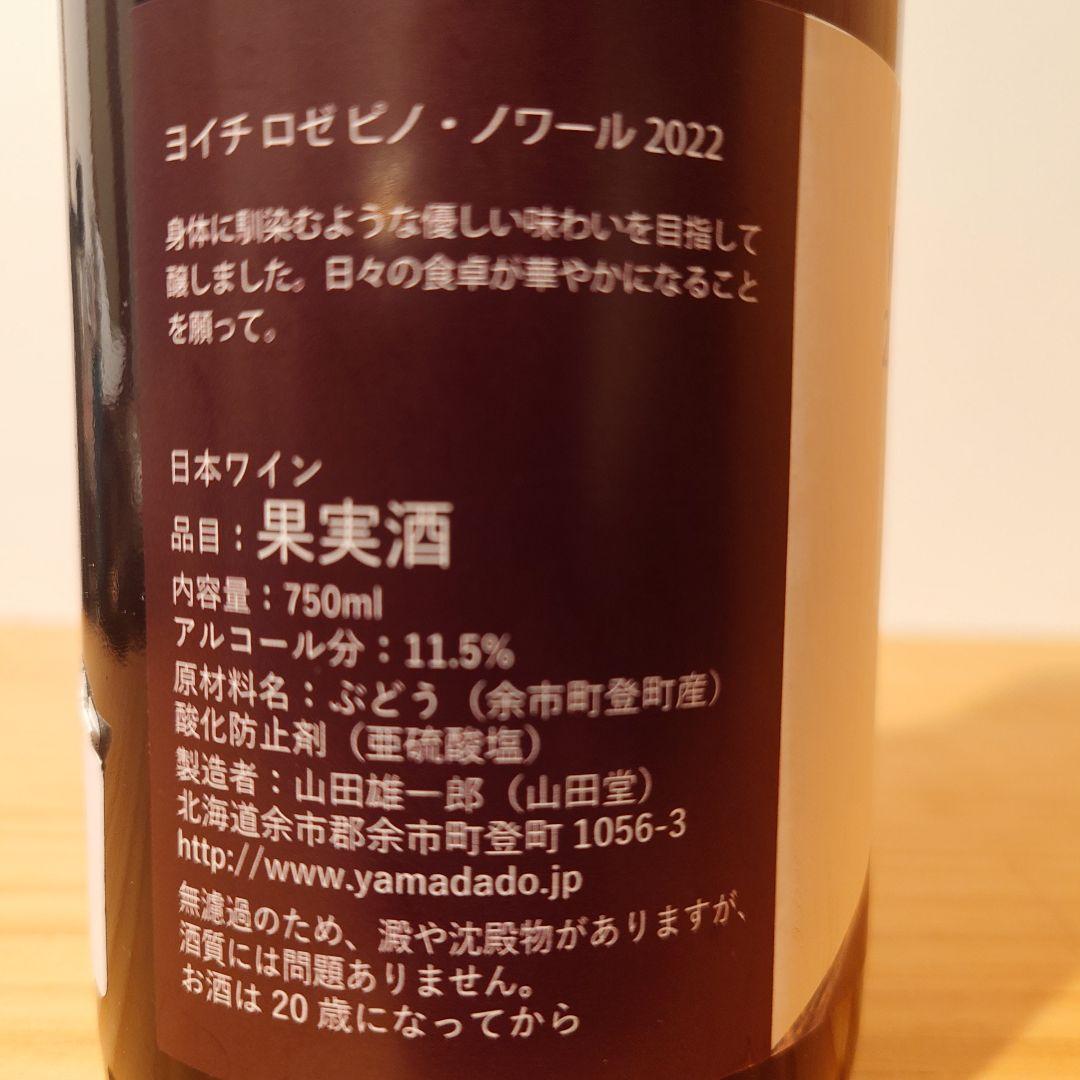 ヨイチ ロゼ ピノ・ノワール 2022
身体に馴染むような優しい味わいを目指して
醸しました。日々の食卓が華やかになること
を願って。
日本ワイン
品目：果実酒
内容量：750ml
アルコール分：11.5%
原材料名：ぶどう（余市町登町産）
酸化防止剤（亜硫酸塩）
製造者：山田雄一郎（山田堂）
北海道余市郡余市町登町 1056-3
http://www.yamadado.jp
無濾過のため、澱や沈殿物がありますが、
酒質には問題ありません。
お酒は 20 歳になってから